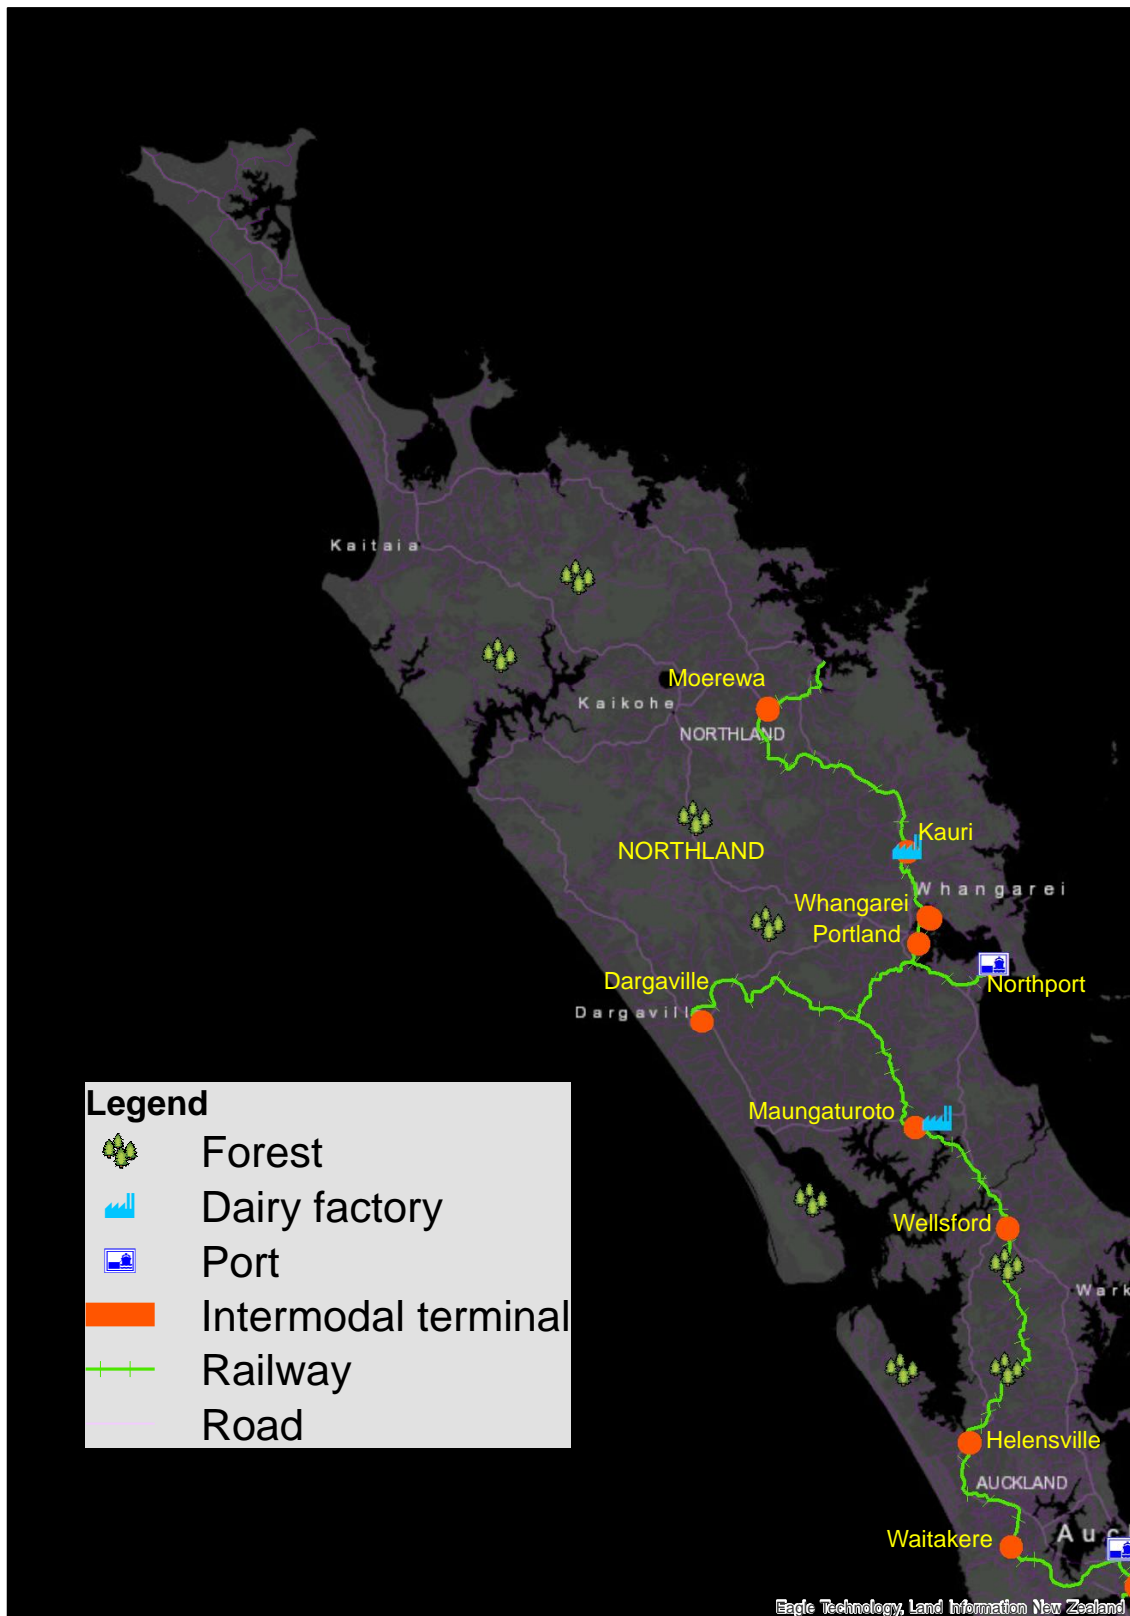 Kaitaia
Moerewa
Kaikohe
NORTHLAND
Kauri
NORTHLAND
Whangarei
Whangarei
Portland
Dargaville
Northport
Dargavill
Legend
Forest
Dairy factory
Port
Intermodal terminal
Railway
Road
Maungaturoto
Wellsford
Wark
Helensville
AUCKLAND
Waitakere
Auc
Eagle Technology, Land Information New Zealand